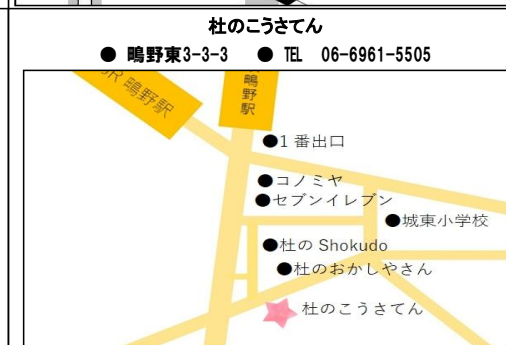 杜のこうさてん
● 鴫野東3-3-3 ● TEL 06-6961-5505
JR 鴫野駅
鴫野駅
●1番出口
●コノミヤ
●セブンイレブン
●城東小学校
●杜の Shokudo
●杜のおかしやさん
杜のこうさてん